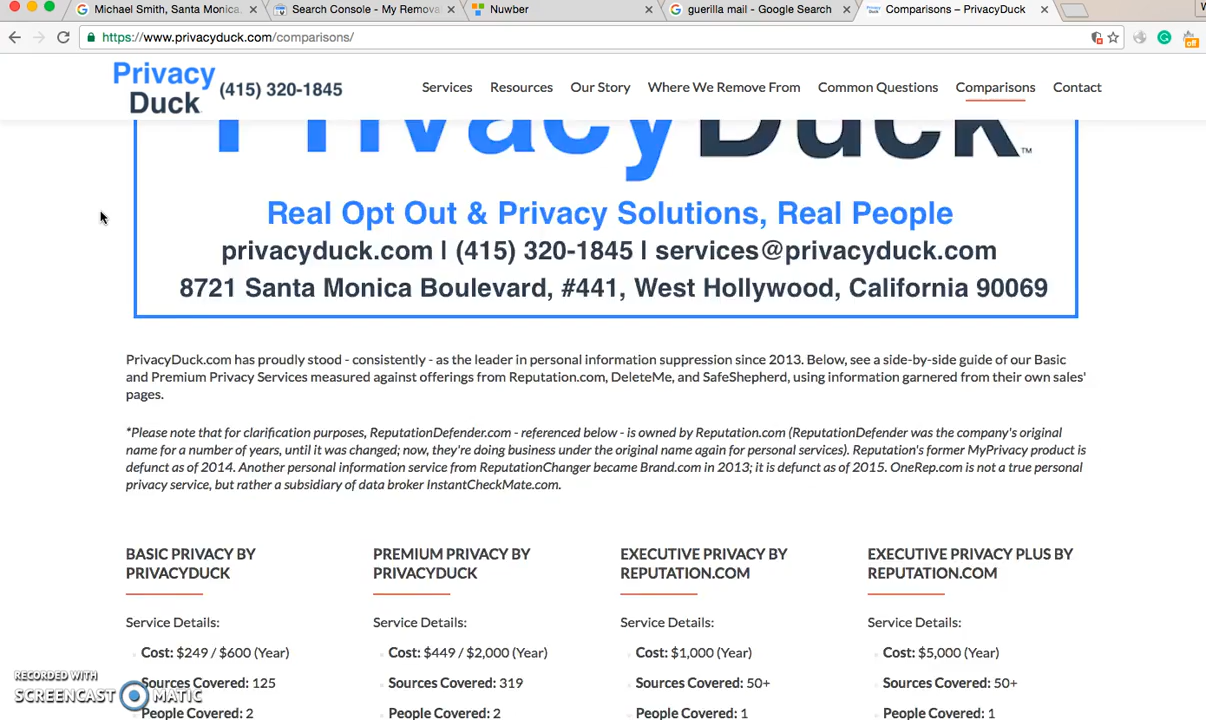 Michael Smith, Santa Monica,
Search Console - My Remova
Nuwber
guerilla mail - Google Search
Comparisons – PrivacyDuck
https://www.privacyduck.com/comparisons/
off
Privacy
Duck
(415) 320-1845
Services
Resources
Our Story
Where We Remove From
Common Questions
Comparisons
Contact
PrivacyDuck™
Real Opt Out & Privacy Solutions, Real People
privacyduck.com | (415) 320-1845 | services@privacyduck.com
8721 Santa Monica Boulevard, #441, West Hollywood, California 90069
PrivacyDuck.com has proudly stood - consistently - as the leader in personal information suppression since 2013. Below, see a side-by-side guide of our Basic
and Premium Privacy Services measured against offerings from Reputation.com, DeleteMe, and SafeShepherd, using information garnered from their own sales'
pages.
*Please note that for clarification purposes, ReputationDefender.com - referenced below - is owned by Reputation.com (ReputationDefender was the company's original
name for a number of years, until it was changed; now, they're doing business under the original name again for personal services). Reputation's former MyPrivacy product is
defunct as of 2014. Another personal information service from ReputationChanger became Brand.com in 2013; it is defunct as of 2015. OneRep.com is not a true personal
privacy service, but rather a subsidiary of data broker InstantCheckMate.com.
BASIC PRIVACY BY
PRIVACYDUCK
Service Details:
Cost: $249 / $600 (Year)
Sources Covered: 125
People Covered: 2
PREMIUM PRIVACY BY
PRIVACYDUCK
Service Details:
Cost: $449 / $2,000 (Year)
Sources Covered: 319
People Covered: 2
EXECUTIVE PRIVACY BY
REPUTATION.COM
Service Details:
Cost: $1,000 (Year)
Sources Covered: 50+
People Covered: 1
EXECUTIVE PRIVACY PLUS BY
REPUTATION.COM
Service Details:
Cost: $5,000 (Year)
Sources Covered: 50+
People Covered: 1
RECORDED WITH
SCREENCAST MATIC